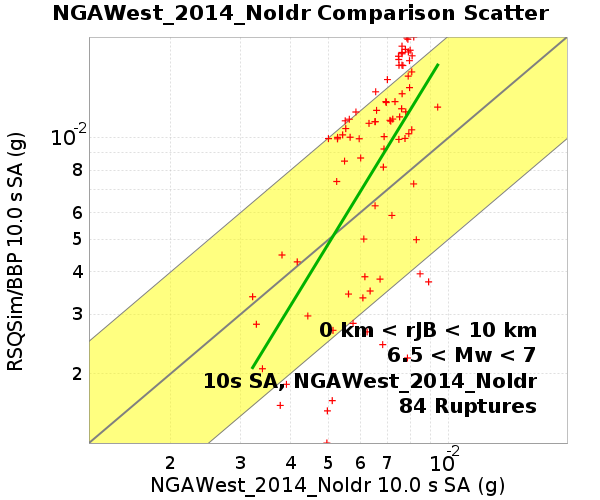 NGAWest_2014_NoIdr Comparison Scatter
RSQSim/BBP 10.0 s SA (g)
10-2
8
6
5
4
3
2
0 km < rJB < 10 km
6.5 < Mw < 7
10s SA, NGAWest_2014_NoIdr
84 Ruptures
2 3 4 5 6 7 10-2
NGAWest_2014_NoIdr 10.0 s SA (g)